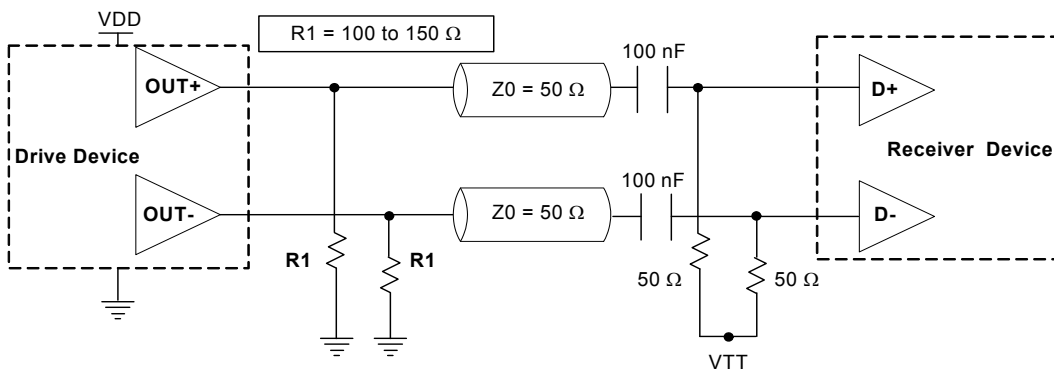 VDD
R1 = 100 to 150 Ω
100 nF
OUT+
Z0 = 50 Ω
D+
Drive Device
Receiver Device
100 nF
OUT-
Z0 = 50 Ω
D-
R1
R1
50 Ω
50 Ω
VTT